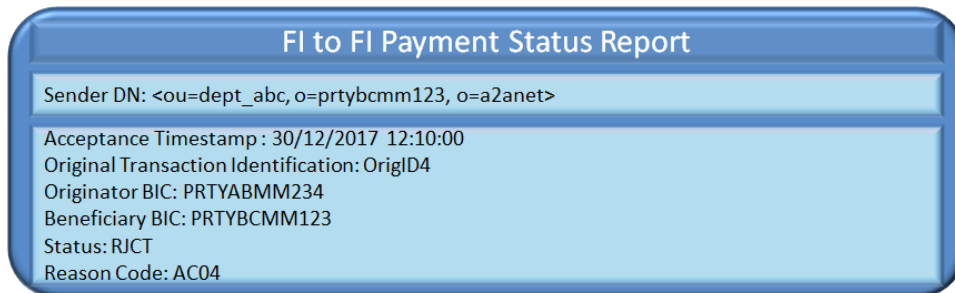 FI to FI Payment Status Report
Sender DN: <ou=dept_abc, o=prtybcmm123, o=a2anet>
Acceptance Timestamp : 30/12/2017 12:10:00
Original Transaction Identification: OrigID4
Originator BIC: PRTYABMM234
Beneficiary BIC: PRTYBCMM123
Status: RJCT
Reason Code: AC04